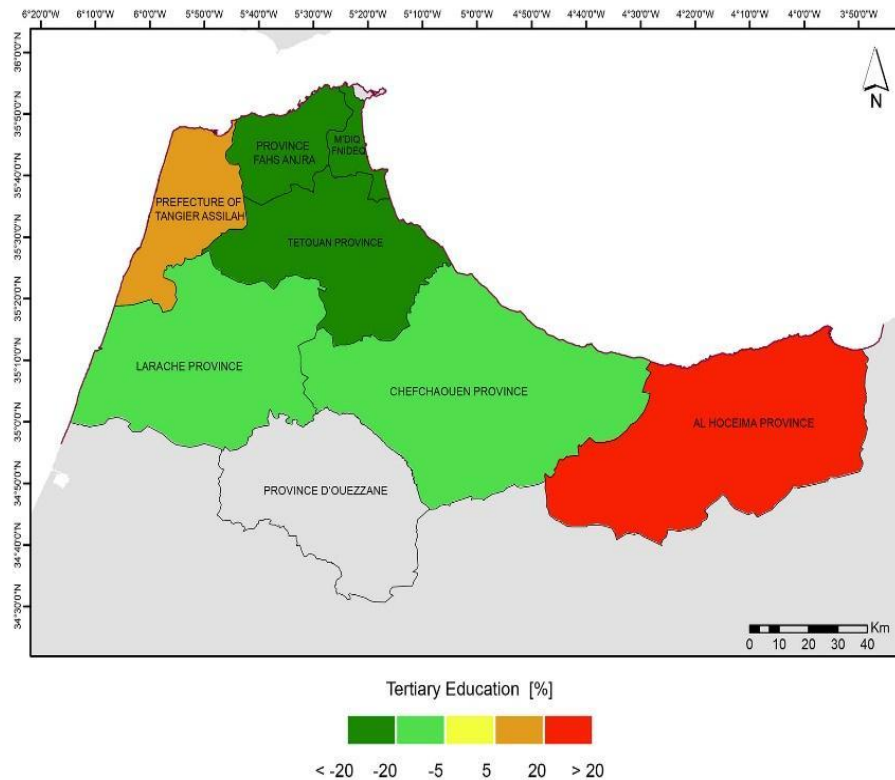 6°20'0"W 6°10'0"W 6°0'0"W 5°50'0"W 5°40'0"W 5°30'0"W 5°20'0"W 5°10'0"W 5°0'0"W 4°50'0"W 4°40'0"W 4°30'0"W 4°20'0"W 4°10'0"W 4°0'0"W 3°50'0"W
36°0'0"N
35°50'0"N
35°40'0"N
35°30'0"N
35°20'0"N
35°10'0"N
35°0'0"N
34°50'0"N
34°40'0"N
34°30'0"N
N
PROVINCE
FAHS ANJRA
M'DIQ
FNIDEQ
PREFECTURE OF
TANGIER ASSILAH
TETOUAN PROVINCE
LARACHE PROVINCE
CHEFCHAOUEN PROVINCE
AL HOCEIMA PROVINCE
PROVINCE D'OUEZZANE
Km
0 10 20 30 40
Tertiary Education [%]
< -20 -20 -5 5 20 > 20